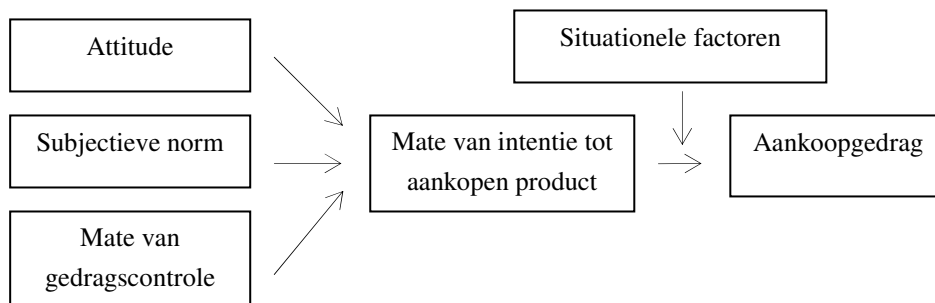 Attitude
Situationele factoren
Subjectieve norm
Mate van intentie tot
aankopen product
Aankoopgedrag
Mate van
gedragscontrole